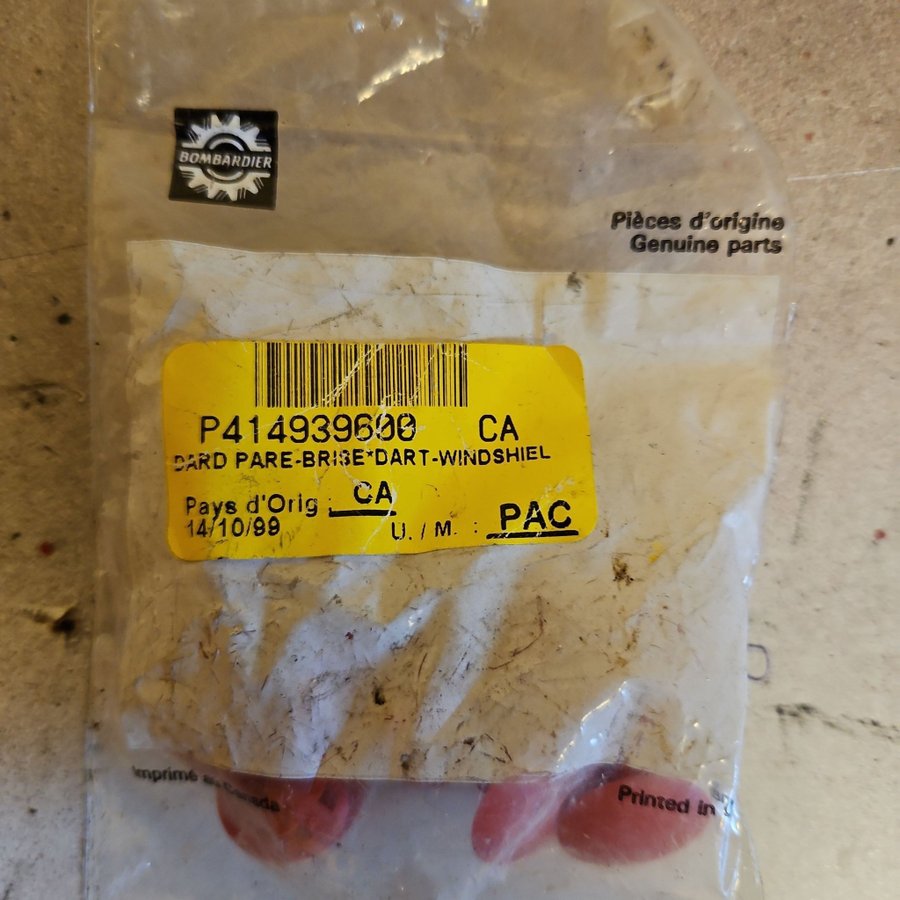 BOMBARDIER
Pièces d'origine
Genuine parts
P414939600 CA
DARD PARE-BRISE*DART-WINDSHIEL
Pays d'Orig. CA
14/10/99 U. / M. : PAC
Imprimé au Canada
Printed in